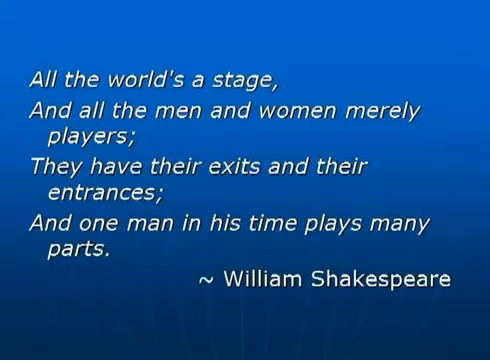 All the world's a stage,
And all the men and women merely
players;
They have their exits and their
entrances;
And one man in his time plays many
parts.
~ William Shakespeare